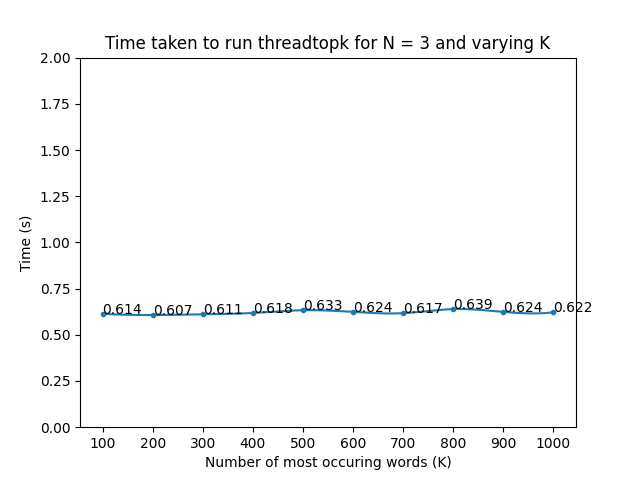 Time taken to run threadtopk for N = 3 and varying K
2.00
1.75
1.50
1.25
1.00
0.75
0.50
0.25
0.00
Time (s)
0.614 0.607 0.611 0.618 0.633 0.624 0.617 0.639 0.624 0.622
100 200 300 400 500 600 700 800 900 1000
Number of most occuring words (K)